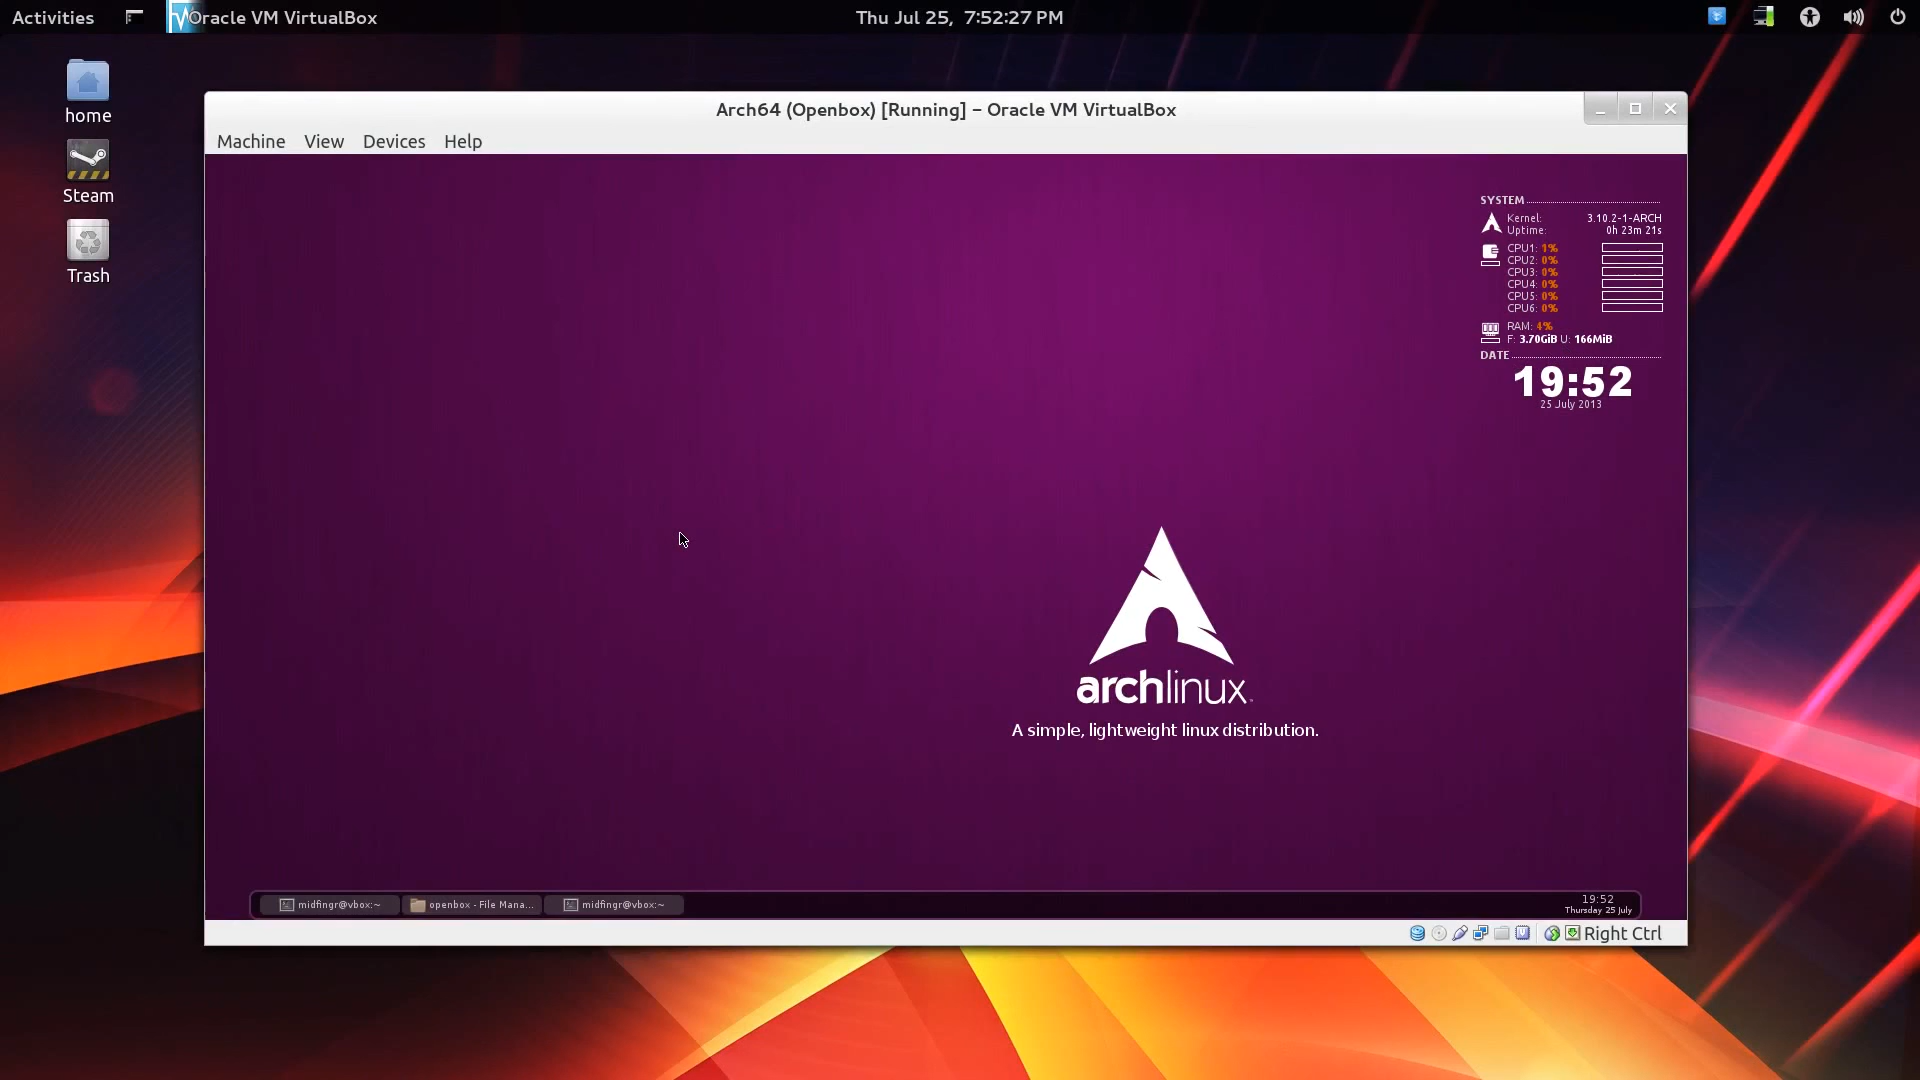 Activities
Oracle VM VirtualBox
Thu Jul 25, 7:52:27 PM
home
Steam
Trash
Arch64 (Openbox) [Running] – Oracle VM VirtualBox
Machine View Devices Help
SYSTEM
Kernel: 3.10.2-1-ARCH
Uptime: 0h 23m 21s
CPU1: 1%
CPU2: 0%
CPU3: 0%
CPU4: 0%
CPU5: 0%
CPU6: 0%
RAM: 4%
F: 3.70GiB U: 166MiB
DATE
19:52
25 July 2013
archlinux
A simple, lightweight linux distribution.
midfingr@vbox:~
openbox - File Mana...
midfingr@vbox:~
19:52
Thursday 25 July
Right Ctrl